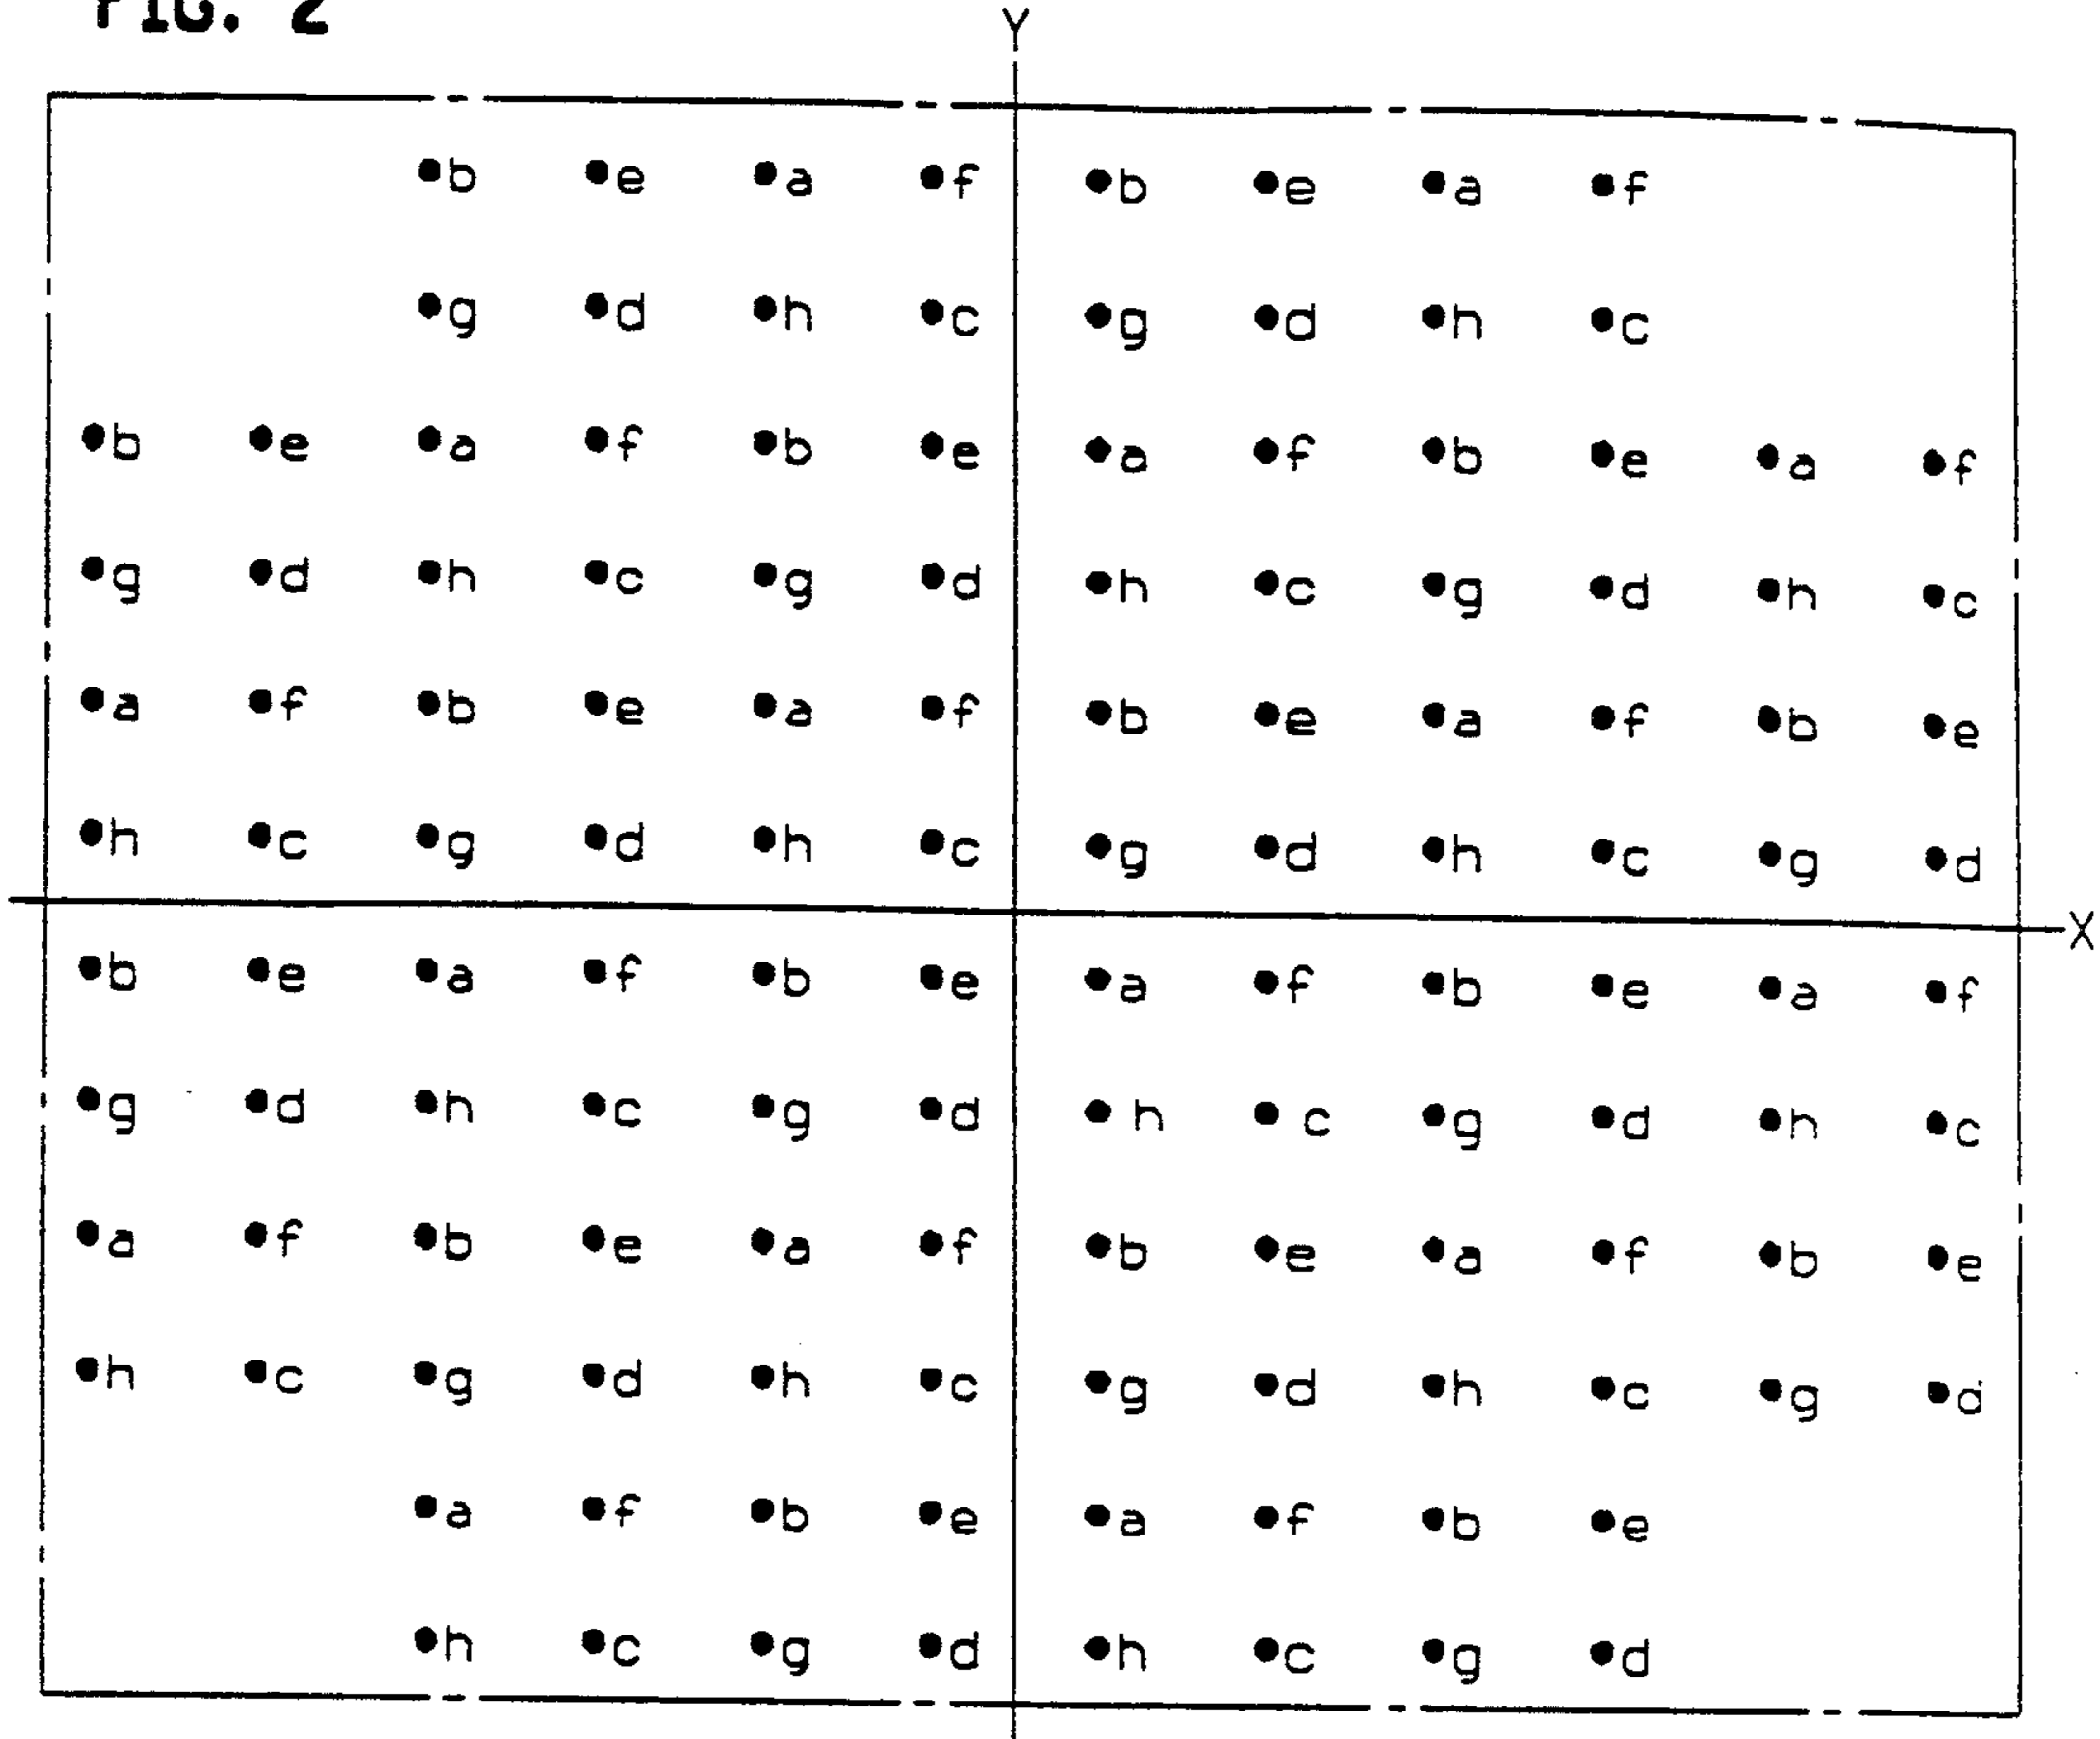 FIG. 2
Y
b e a f b e a f
g d h c g d h c
b e a f b e a f b e a f
g d h c g d h c g d h c
a f b e a f b e a f b e
h c g d h c g d h c g d
X
b e a f b e a f b e a f
g d h c g d h c g d h c
a f b e a f b e a f b e
h c g d h c g d h c g d
a f b e a f b e
h c g d h c g d